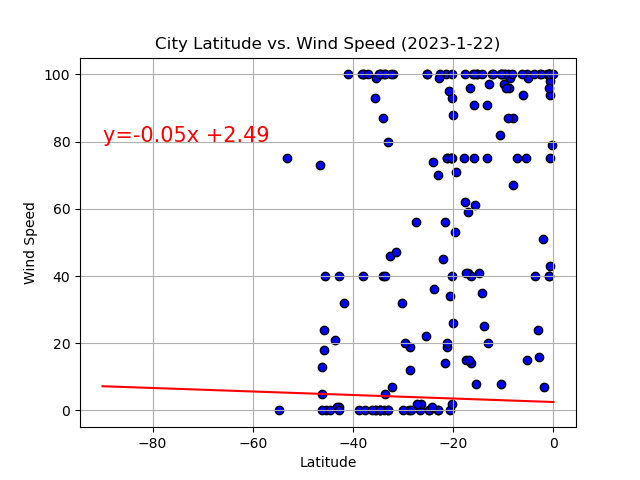 City Latitude vs. Wind Speed (2023-1-22)
100
80
60
40
20
0
y=-0.05x +2.49
Wind Speed
−80 −60 −40 −20 0
Latitude